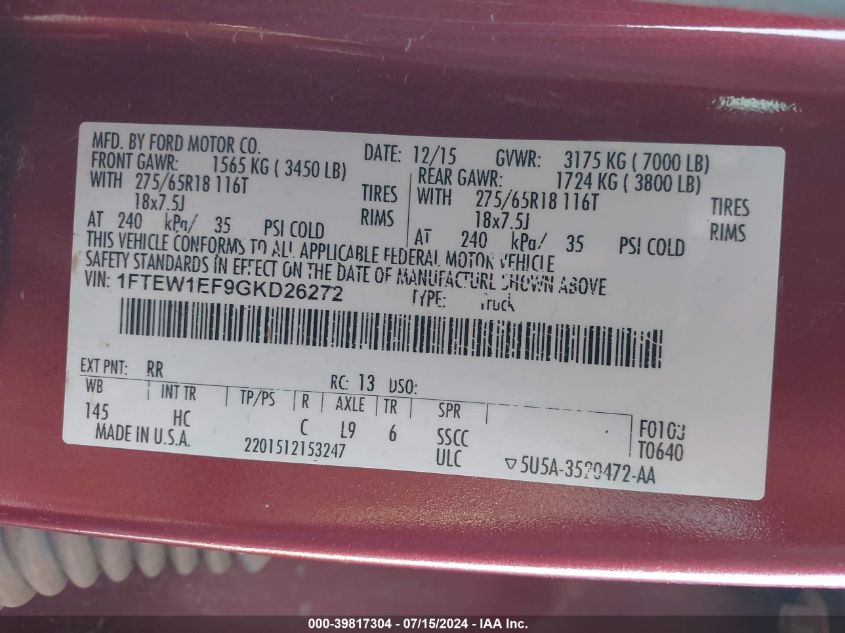 MFD. BY FORD MOTOR CO. DATE: 12/15 GVWR: 3175 KG ( 7000 LB)
FRONT GAWR: 1565 KG ( 3450 LB) REAR GAWR: 1724 KG ( 3800 LB)
WITH 275/65R18 116T TIRES WITH 275/65R18 116T TIRES
18x7.5J RIMS 18x7.5J RIMS
AT 240 kPa/ 35 PSI COLD AT 240 kPa/ 35 PSI COLD
THIS VEHICLE CONFORMS TO ALL APPLICABLE FEDERAL MOTOR VEHICLE
SAFETY STANDARDS IN EFFECT ON THE DATE OF MANUFACTURE SHOWN ABOVE
VIN: 1FTEW1EF9GKD26272 TYPE: Truck
EXT PNT: RR RC: 13 DSO:
WB INT TR TP/PS R AXLE TR SPR
145 HC C L9 6 SSCC F0103
MADE IN U.S.A. 2201512153247 ULC T0640
▽5U5A-3520472-AA
000-39817304 - 07/15/2024 - IAA Inc.